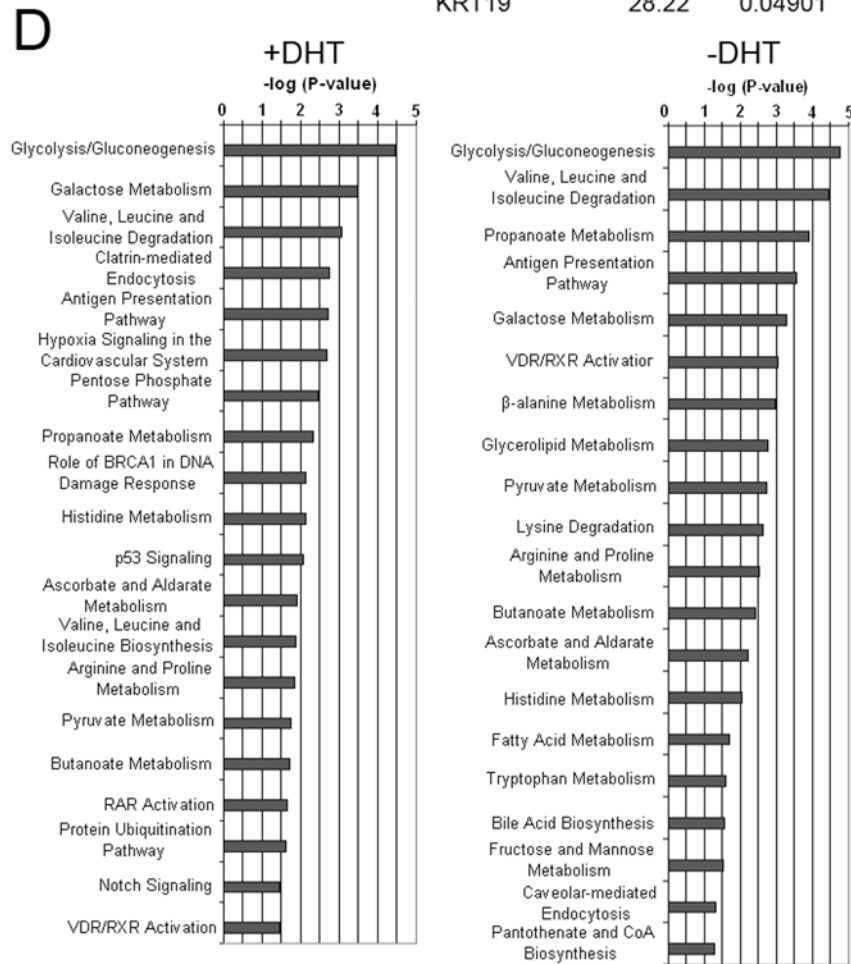 KRT19 28.22 0.04901
D
+DHT
-log (P-value)
0 1 2 3 4 5
Glycolysis/Gluconeogenesis
Galactose Metabolism
Valine, Leucine and
Isoleucine Degradation
Clatrin-mediated
Endocytosis
Antigen Presentation
Pathway
Hypoxia Signaling in the
Cardiovascular System
Pentose Phosphate
Pathway
Propanoate Metabolism
Role of BRCA1 in DNA
Damage Response
Histidine Metabolism
p53 Signaling
Ascorbate and Aldarate
Metabolism
Valine, Leucine and
Isoleucine Biosynthesis
Arginine and Proline
Metabolism
Pyruvate Metabolism
Butanoate Metabolism
RAR Activation
Protein Ubiquitination
Pathway
Notch Signaling
VDR/RXR Activation
-DHT
-log (P-value)
0 1 2 3 4 5
Glycolysis/Gluconeogenesis
Valine, Leucine and
Isoleucine Degradation
Propanoate Metabolism
Antigen Presentation
Pathway
Galactose Metabolism
VDR/RXR Activation
β-alanine Metabolism
Glycerolipid Metabolism
Pyruvate Metabolism
Lysine Degradation
Arginine and Proline
Metabolism
Butanoate Metabolism
Ascorbate and Aldarate
Metabolism
Histidine Metabolism
Fatty Acid Metabolism
Tryptophan Metabolism
Bile Acid Biosynthesis
Fructose and Mannose
Metabolism
Caveolar-mediated
Endocytosis
Pantothenate and CoA
Biosynthesis